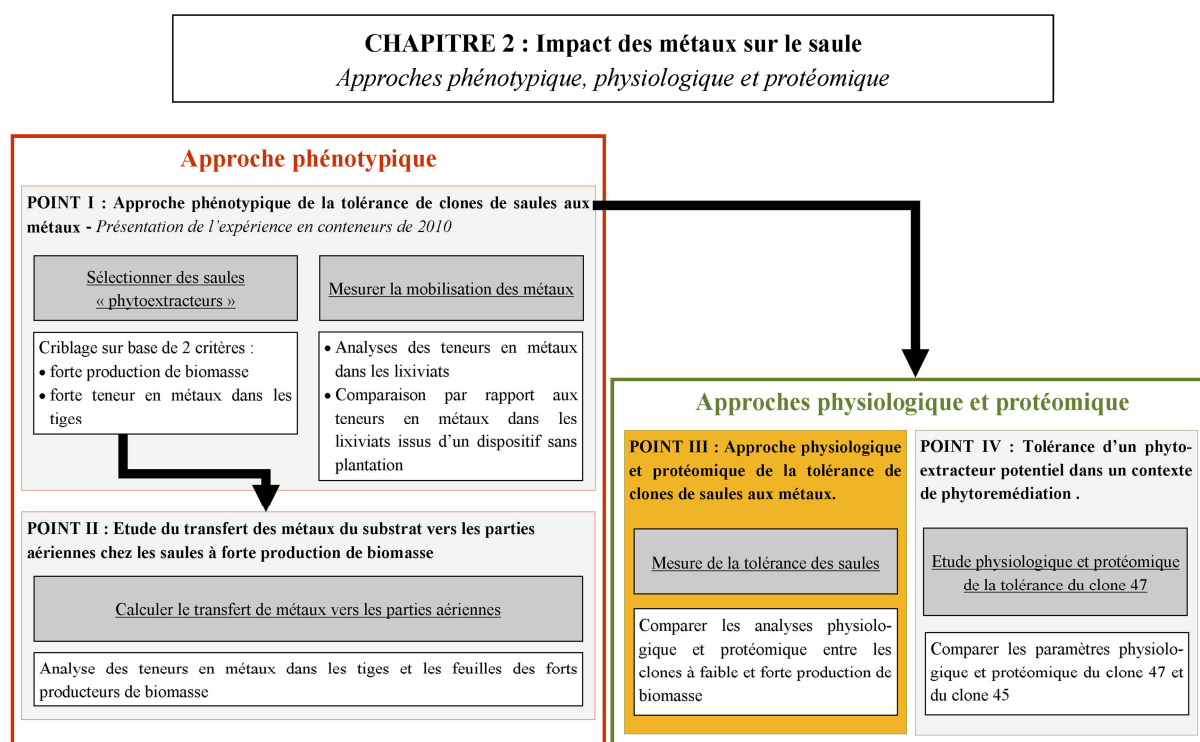 CHAPITRE 2 : Impact des métaux sur le saule
Approches phénotypique, physiologique et protéomique
Approche phénotypique
POINT I : Approche phénotypique de la tolérance de clones de saules aux
métaux - Présentation de l'expérience en conteneurs de 2010
Sélectionner des saules
« phytoextracteurs »
Criblage sur base de 2 critères :
• forte production de biomasse
• forte teneur en métaux dans les
tiges
Mesurer la mobilisation des métaux
• Analyses des teneurs en métaux
dans les lixiviats
• Comparaison par rapport aux
teneurs en métaux dans les
lixiviats issus d'un dispositif sans
plantation
POINT II : Etude du transfert des métaux du substrat vers les parties
aériennes chez les saules à forte production de biomasse
Calculer le transfert de métaux vers les parties aériennes
Analyse des teneurs en métaux dans les tiges et les feuilles des forts
producteurs de biomasse
Approches physiologique et protéomique
POINT III : Approche physiologique
et protéomique de la tolérance de
clones de saules aux métaux.
Mesure de la tolérance des saules
Comparer les analyses physiolo-
gique et protéomique entre les
clones à faible et forte production de
biomasse
POINT IV : Tolérance d'un phyto-
extracteur potentiel dans un contexte
de phytoremédiation .
Etude physiologique et protéomique
de la tolérance du clone 47
Comparer les paramètres physiolo-
gique et protéomique du clone 47 et
du clone 45